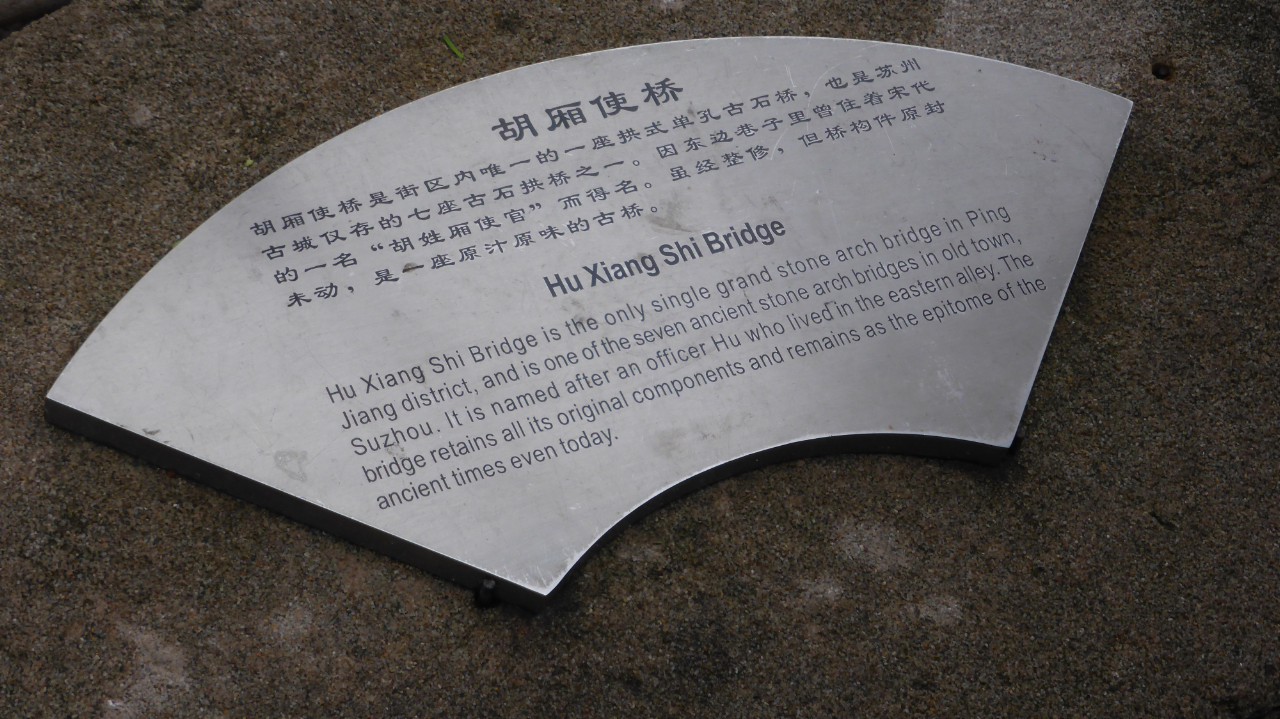 胡厢使桥
胡厢使桥是街区内唯一的一座拱式单孔古石桥，也是苏州
古城仅存的七座古石拱桥之一。因东边巷子里曾住着宋代
的一名“胡姓厢使官”而得名。虽经整修，但桥构件原封
未动，是一座原汁原味的古桥。
Hu Xiang Shi Bridge
Hu Xiang Shi Bridge is the only single grand stone arch bridge in Ping
Jiang district, and is one of the seven ancient stone arch bridges in old town,
Suzhou. It is named after an officer Hu who lived in the eastern alley. The
bridge retains all its original components and remains as the epitome of the
ancient times even today.